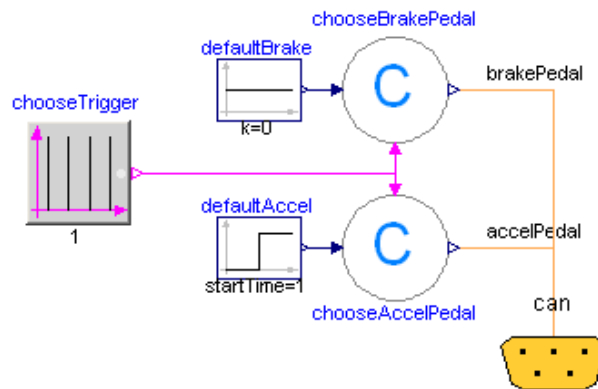 chooseBrakePedal
defaultBrake
C
brakePedal
k=0
chooseTrigger
1
defaultAccel
C
accelPedal
startTime=1
chooseAccelPedal
can